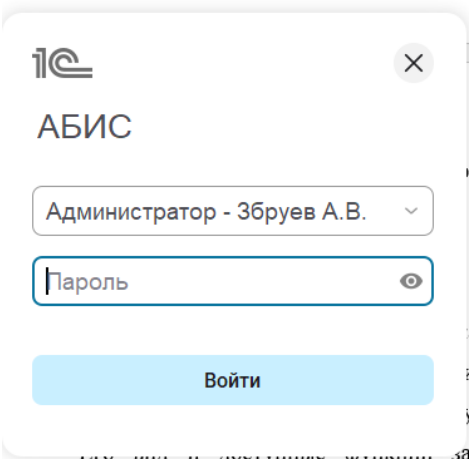 1С
АБИС
Администратор - Збруев А.В.
Пароль
Войти